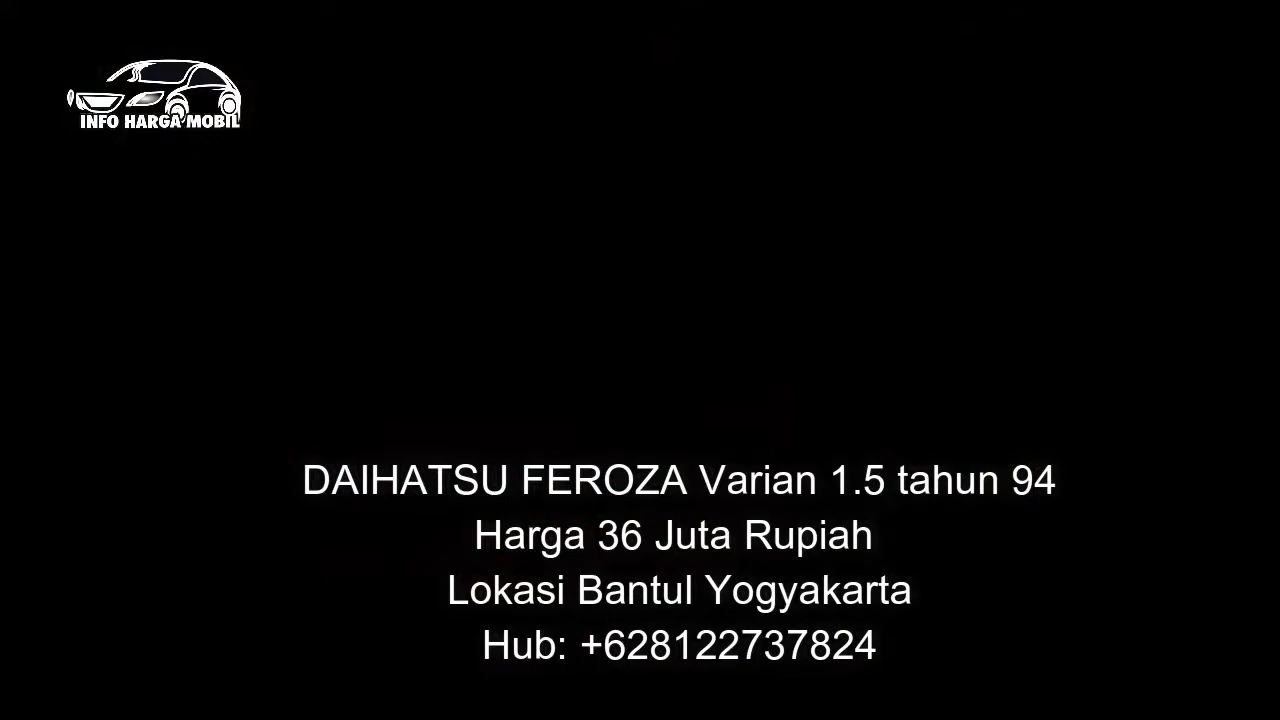 INFO HARGA MOBIL
DAIHATSU FEROZA Varian 1.5 tahun 94
Harga 36 Juta Rupiah
Lokasi Bantul Yogyakarta
Hub: +628122737824